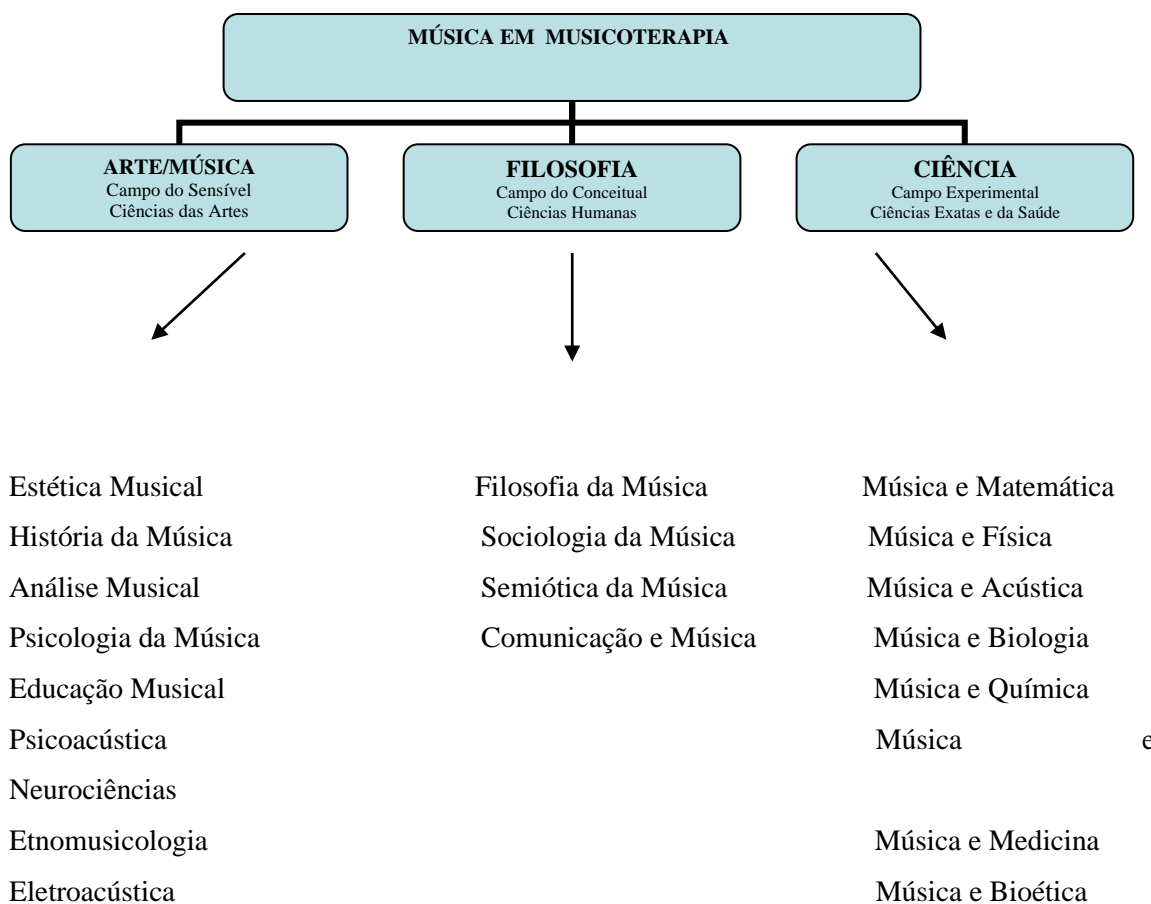 MÚSICA EM MUSICOTERAPIA
ARTE/MÚSICA
Campo do Sensível
Ciências das Artes
FILOSOFIA
Campo do Conceitual
Ciências Humanas
CIÊNCIA
Campo Experimental
Ciências Exatas e da Saúde
Estética Musical Filosofia da Música Música e Matemática
História da Música Sociologia da Música Música e Física
Análise Musical Semiótica da Música Música e Acústica
Psicologia da Música Comunicação e Música Música e Biologia
Educação Musical Música e Química
Psicoacústica Música e
Neurociências
Etnomusicologia Música e Medicina
Eletroacústica Música e Bioética